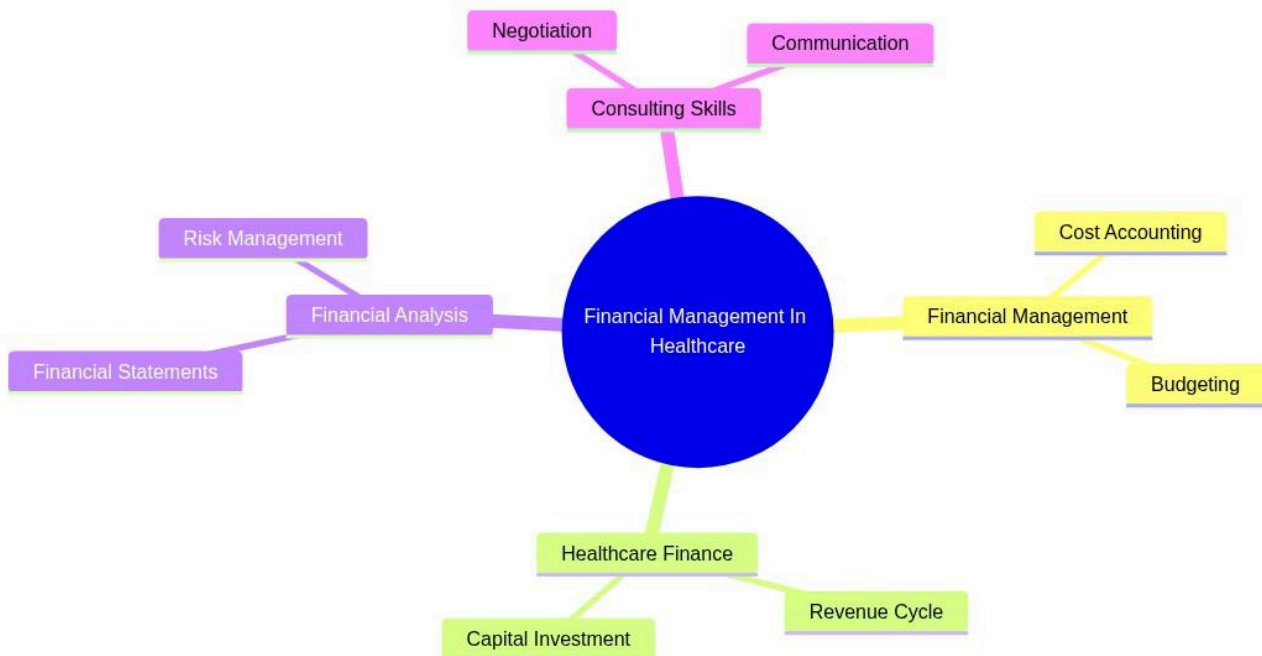 Negotiation
Communication
Consulting Skills
Risk Management
Cost Accounting
Financial Analysis
Financial Management In
Healthcare
Financial Management
Financial Statements
Budgeting
Healthcare Finance
Revenue Cycle
Capital Investment